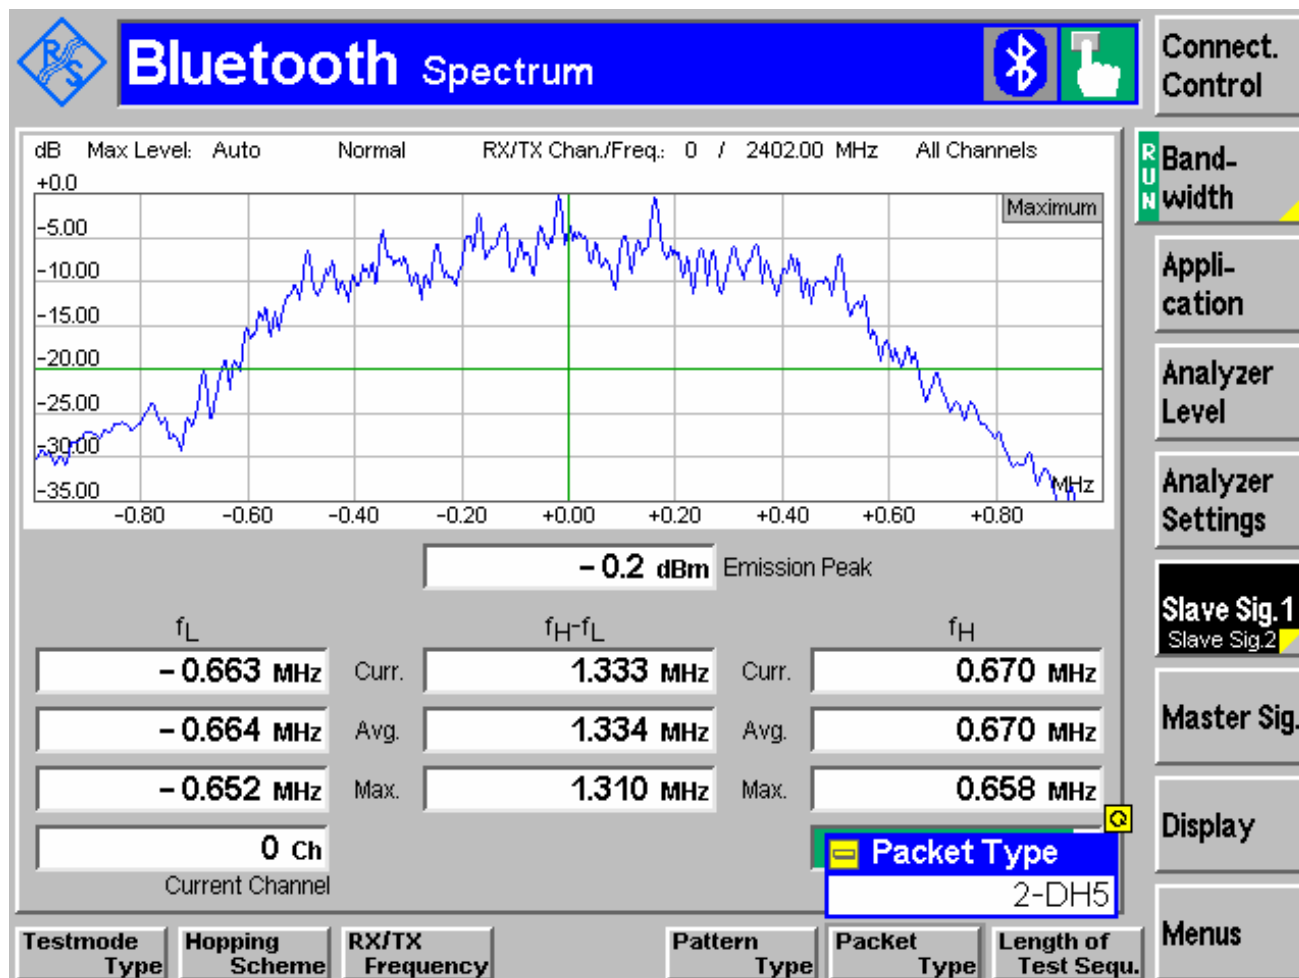 R S
Bluetooth Spectrum
Connect.
Control
dB Max Level: Auto Normal RX/TX Chan./Freq.: 0 / 2402.00 MHz All Channels
RUN
Band-
width
+0.0
Maximum
-5.00
-10.00
-15.00
-20.00
-25.00
-30.00
-35.00
MHz
-0.80 -0.60 -0.40 -0.20 +0.00 +0.20 +0.40 +0.60 +0.80
Appli-
cation
Analyzer
Level
Analyzer
Settings
-0.2 dBm Emission Peak
Slave Sig.1
Slave Sig.2
fL fH-fL fH
-0.663 MHz Curr. 1.333 MHz Curr. 0.670 MHz
-0.664 MHz Avg. 1.334 MHz Avg. 0.670 MHz
-0.652 MHz Max. 1.310 MHz Max. 0.658 MHz
Master Sig.
0 Ch
Current Channel
Packet Type
2-DH5
Display
Menus
Testmode
Type
Hopping
Scheme
RX/TX
Frequency
Pattern
Type
Packet
Type
Length of
Test Sequ.